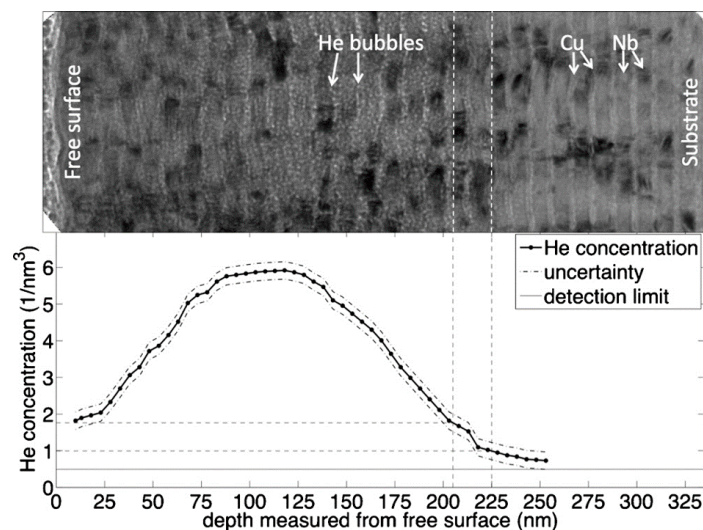 He bubbles
Cu Nb
Free surface
Substrate
He concentration
uncertainty
detection limit
He concentration (1/nm³)
6
5
4
3
2
1
0
0 25 50 75 100 125 150 175 200 225 250 275 300 325
depth measured from free surface (nm)